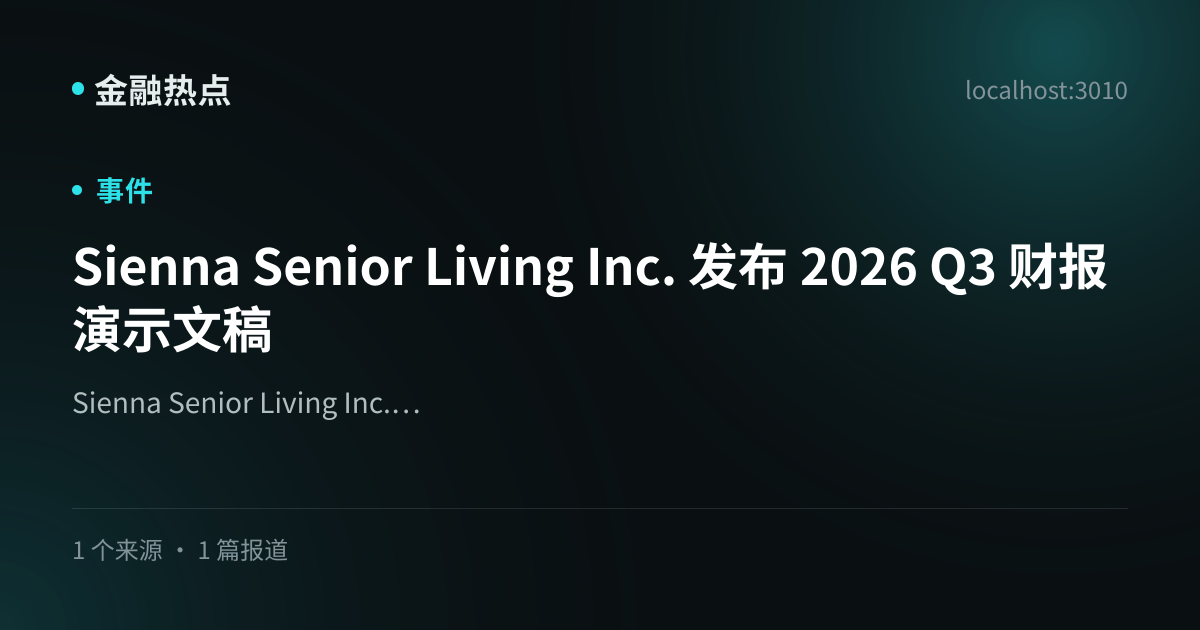 金融热点
localhost:3010
事件
Sienna Senior Living Inc. 发布 2026 Q3 财报
演示文稿
Sienna Senior Living Inc.…
1 个来源 · 1 篇报道